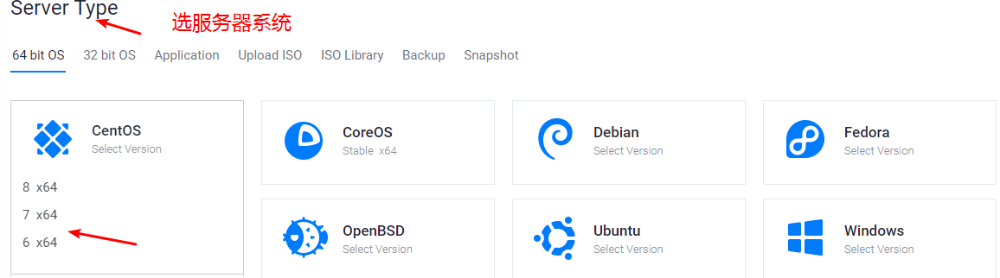 Server Type
选服务器系统
64 bit OS 32 bit OS Application Upload ISO ISO Library Backup Snapshot
CentOS
Select Version
8 x64
7 x64
6 x64
CoreOS
Stable x64
Debian
Select Version
Fedora
Select Version
OpenBSD
Select Version
Ubuntu
Select Version
Windows
Select Version